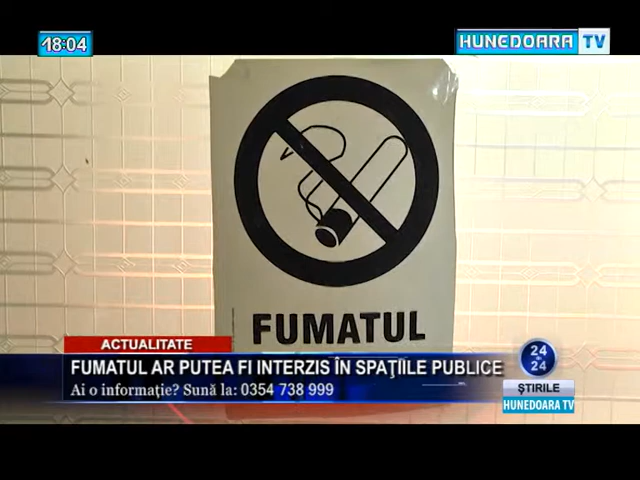 18:04
HUNEDOARA TV
FUMATUL
ACTUALITATE
FUMATUL AR PUTEA FI INTERZIS ÎN SPAŢIILE PUBLICE
Ai o informaţie? Sună la: 0354 738 999
24
24
ŞTIRILE
HUNEDOARA TV